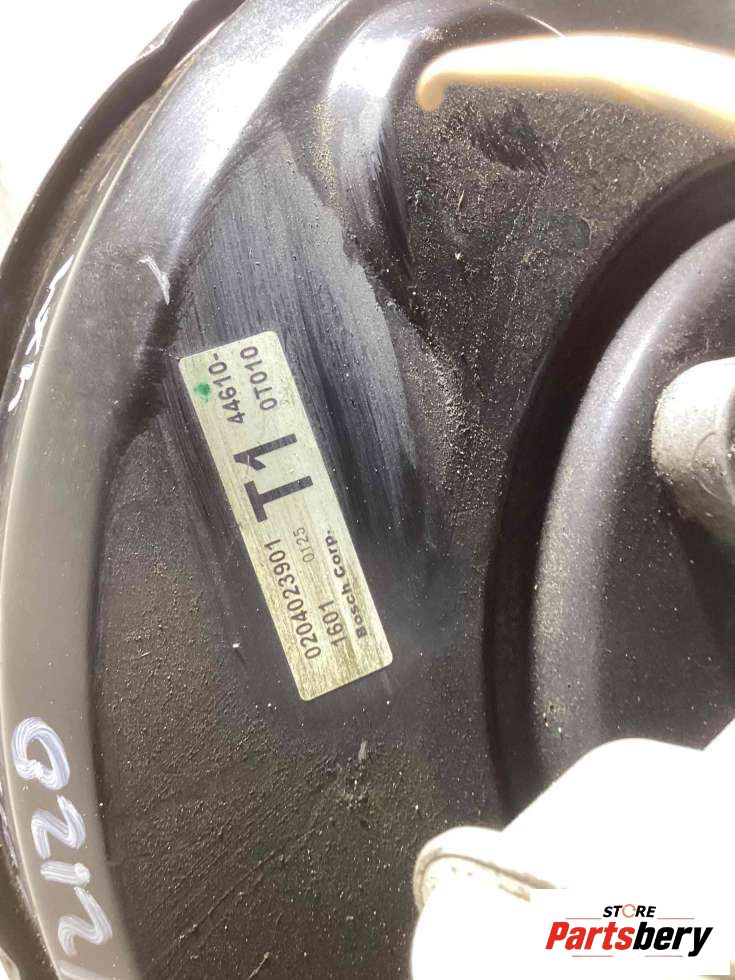 44610-
0T010
T1
0204023901
1601 0125
Bosch Corp.
STORE
Partsbery